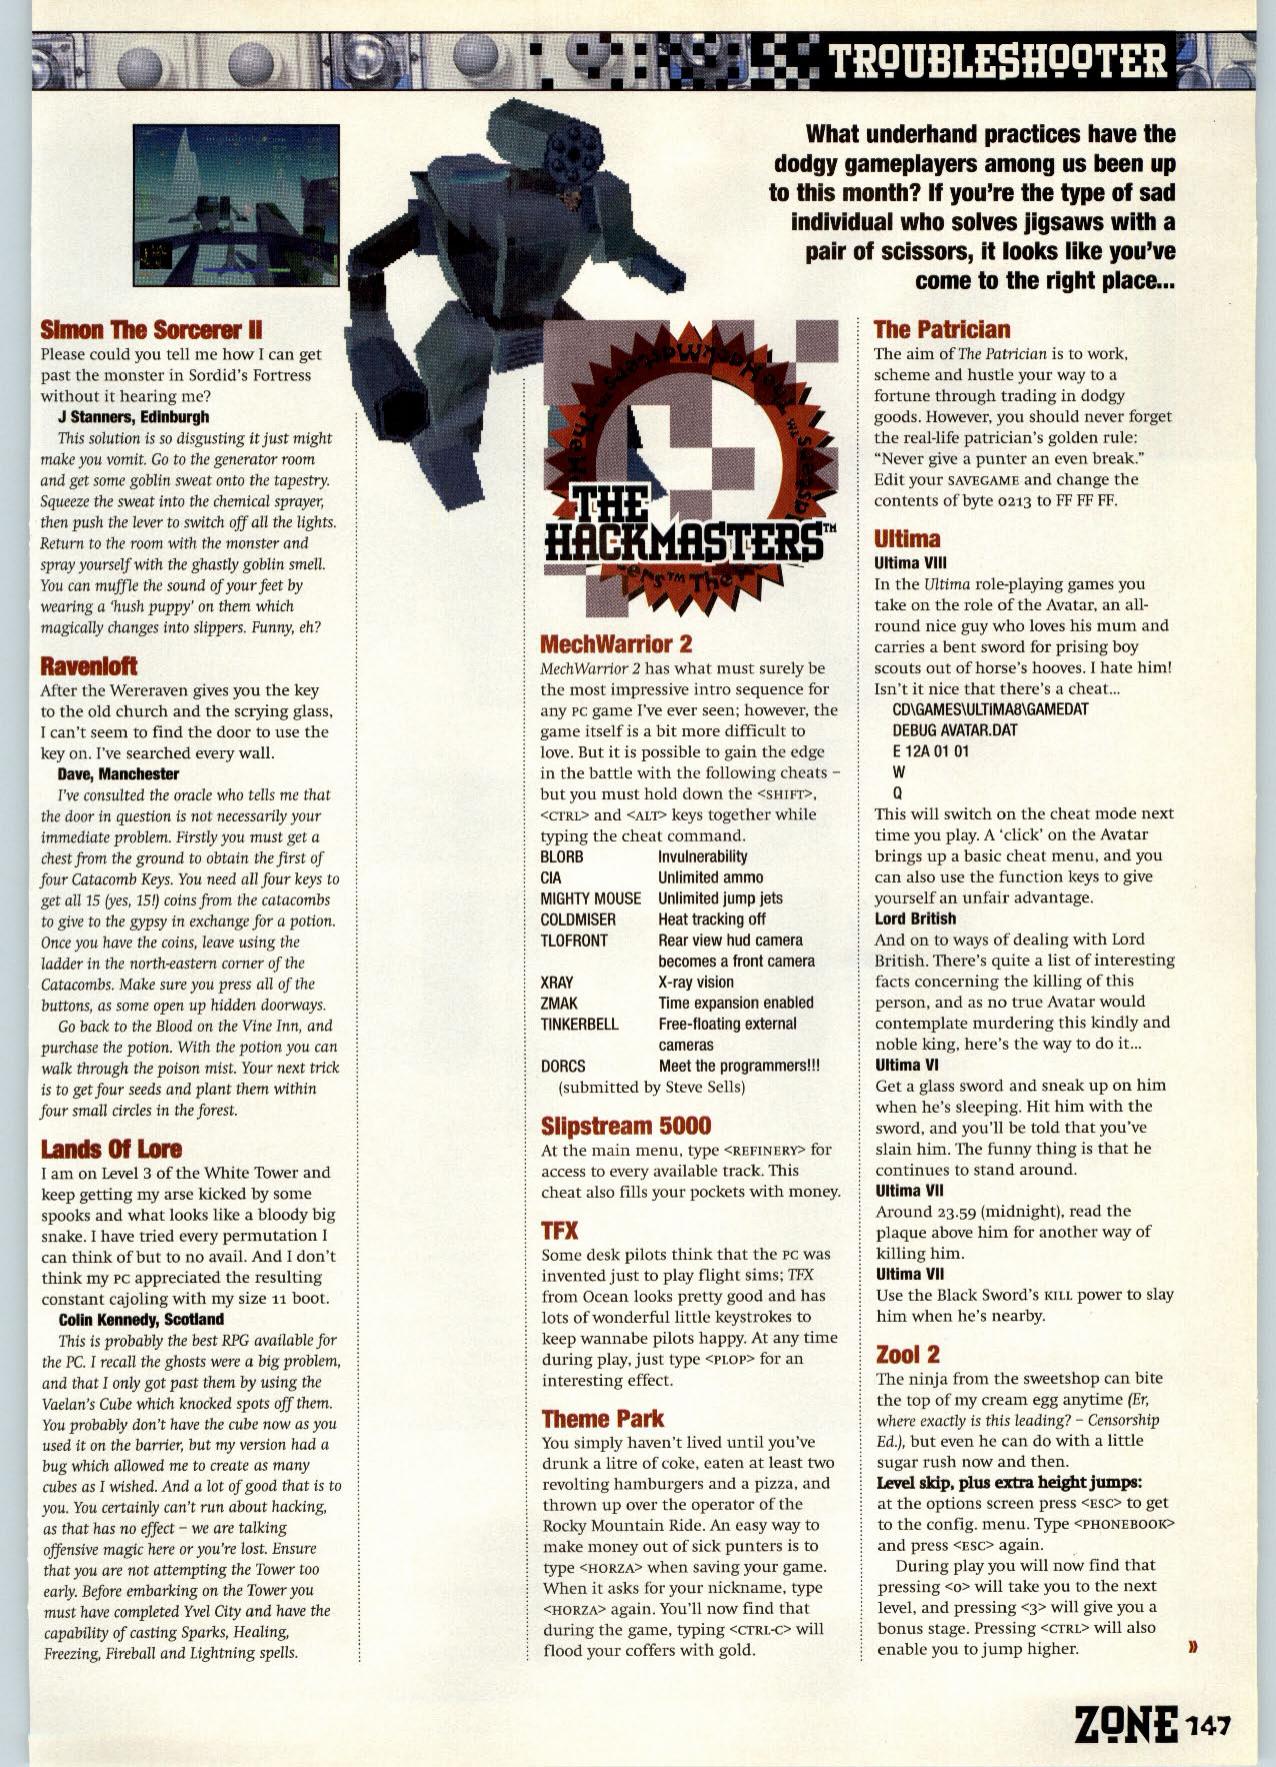 TROUBLESHOOTER
What underhand practices have the
dodgy gameplayers among us been up
to this month? If you're the type of sad
individual who solves jigsaws with a
pair of scissors, it looks like you've
come to the right place...
Simon The Sorcerer II
Please could you tell me how I can get
past the monster in Sordid's Fortress
without it hearing me?
J Stanners, Edinburgh
This solution is so disgusting it just might
make you vomit. Go to the generator room
and get some goblin sweat onto the tapestry.
Squeeze the sweat into the chemical sprayer,
then push the lever to switch off all the lights.
Return to the room with the monster and
spray yourself with the ghastly goblin smell.
You can muffle the sound of your feet by
wearing a 'hush puppy' on them which
magically changes into slippers. Funny, eh?
Ravenloft
After the Wereraven gives you the key
to the old church and the scrying glass,
I can't seem to find the door to use the
key on. I've searched every wall.
Dave, Manchester
I've consulted the oracle who tells me that
the door in question is not necessarily your
immediate problem. Firstly you must get a
chest from the ground to obtain the first of
four Catacomb Keys. You need all four keys to
get all 15 (yes, 15!) coins from the catacombs
to give to the gypsy in exchange for a potion.
Once you have the coins, leave using the
ladder in the north-eastern corner of the
Catacombs. Make sure you press all of the
buttons, as some open up hidden doorways.
Go back to the Blood on the Vine Inn, and
purchase the potion. With the potion you can
walk through the poison mist. Your next trick
is to get four seeds and plant them within
four small circles in the forest.
Lands Of Lore
I am on Level 3 of the White Tower and
keep getting my arse kicked by some
spooks and what looks like a bloody big
snake. I have tried every permutation I
can think of but to no avail. And I don't
think my PC appreciated the resulting
constant cajoling with my size 11 boot.
Colin Kennedy, Scotland
This is probably the best RPG available for
the PC. I recall the ghosts were a big problem,
and that I only got past them by using the
Vaelan's Cube which knocked spots off them.
You probably don't have the cube now as you
used it on the barrier, but my version had a
bug which allowed me to create as many
cubes as I wished. And a lot of good that is to
you. You certainly can't run about hacking,
as that has no effect – we are talking
offensive magic here or you're lost. Ensure
that you are not attempting the Tower too
early. Before embarking on the Tower you
must have completed Yvel City and have the
capability of casting Sparks, Healing,
Freezing, Fireball and Lightning spells.
THE
HACKMASTERS™
MechWarrior 2
MechWarrior 2 has what must surely be
the most impressive intro sequence for
any PC game I've ever seen; however, the
game itself is a bit more difficult to
love. But it is possible to gain the edge
in the battle with the following cheats –
but you must hold down the <SHIFT>,
<CTRL> and <ALT> keys together while
typing the cheat command.
BLORB Invulnerability
CIA Unlimited ammo
MIGHTY MOUSE Unlimited jump jets
COLDMISER Heat tracking off
TLOFRONT Rear view hud camera
becomes a front camera
XRAY X-ray vision
ZMAK Time expansion enabled
TINKERBELL Free-floating external
cameras
DORCS Meet the programmers!!!
(submitted by Steve Sells)
Slipstream 5000
At the main menu, type <REFINERY> for
access to every available track. This
cheat also fills your pockets with money.
TFX
Some desk pilots think that the PC was
invented just to play flight sims; TFX
from Ocean looks pretty good and has
lots of wonderful little keystrokes to
keep wannabe pilots happy. At any time
during play, just type <PLOP> for an
interesting effect.
Theme Park
You simply haven't lived until you've
drunk a litre of coke, eaten at least two
revolting hamburgers and a pizza, and
thrown up over the operator of the
Rocky Mountain Ride. An easy way to
make money out of sick punters is to
type <HORZA> when saving your game.
When it asks for your nickname, type
<HORZA> again. You'll now find that
during the game, typing <CTRL-C> will
flood your coffers with gold.
The Patrician
The aim of The Patrician is to work,
scheme and hustle your way to a
fortune through trading in dodgy
goods. However, you should never forget
the real-life patrician's golden rule:
"Never give a punter an even break."
Edit your SAVEGAME and change the
contents of byte 0213 to FF FF FF.
Ultima
Ultima VIII
In the Ultima role-playing games you
take on the role of the Avatar, an all-
round nice guy who loves his mum and
carries a bent sword for prising boy
scouts out of horse's hooves. I hate him!
Isn't it nice that there's a cheat...
CD\GAMES\ULTIMA8\GAMEDAT
DEBUG AVATAR.DAT
E 12A 01 01
W
Q
This will switch on the cheat mode next
time you play. A 'click' on the Avatar
brings up a basic cheat menu, and you
can also use the function keys to give
yourself an unfair advantage.
Lord British
And on to ways of dealing with Lord
British. There's quite a list of interesting
facts concerning the killing of this
person, and as no true Avatar would
contemplate murdering this kindly and
noble king, here's the way to do it...
Ultima VI
Get a glass sword and sneak up on him
when he's sleeping. Hit him with the
sword, and you'll be told that you've
slain him. The funny thing is that he
continues to stand around.
Ultima VII
Around 23.59 (midnight), read the
plaque above him for another way of
killing him.
Ultima VII
Use the Black Sword's KILL power to slay
him when he's nearby.
Zool 2
The ninja from the sweetshop can bite
the top of my cream egg anytime (Er,
where exactly is this leading? – Censorship
Ed.), but even he can do with a little
sugar rush now and then.
Level skip, plus extra height jumps:
at the options screen press <ESC> to get
to the config. menu. Type <PHONEBOOK>
and press <ESC> again.
During play you will now find that
pressing <0> will take you to the next
level, and pressing <3> will give you a
bonus stage. Pressing <CTRL> will also
enable you to jump higher.
»
ZONE 147